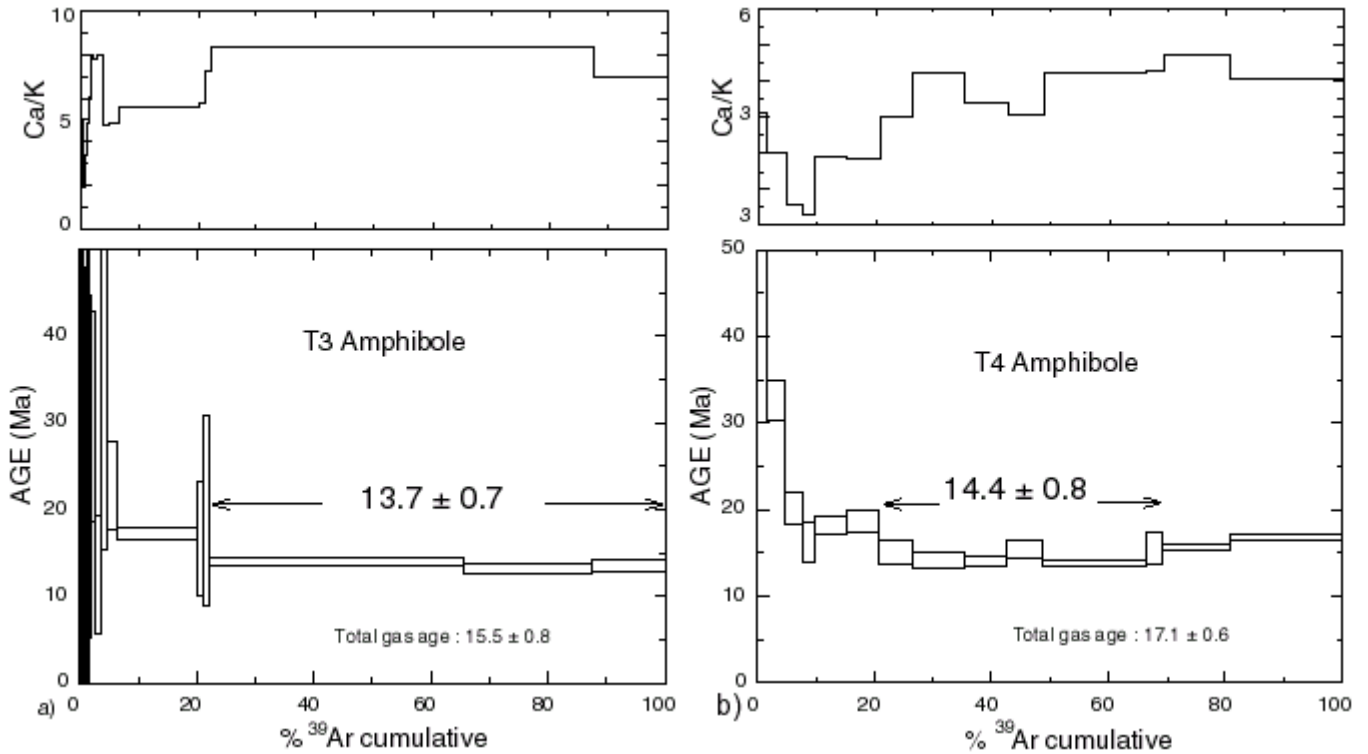 10
5
0
Ca/K
6
3
3
Ca/K
40
30
20
10
0
AGE (Ma)
T3 Amphibole
13.7 ± 0.7
Total gas age : 15.5 ± 0.8
a)
0 20 40 60 80 100
% ³⁹Ar cumulative
50
40
30
20
10
0
AGE (Ma)
T4 Amphibole
14.4 ± 0.8
Total gas age : 17.1 ± 0.6
b)
0 20 40 60 80 100
% ³⁹Ar cumulative